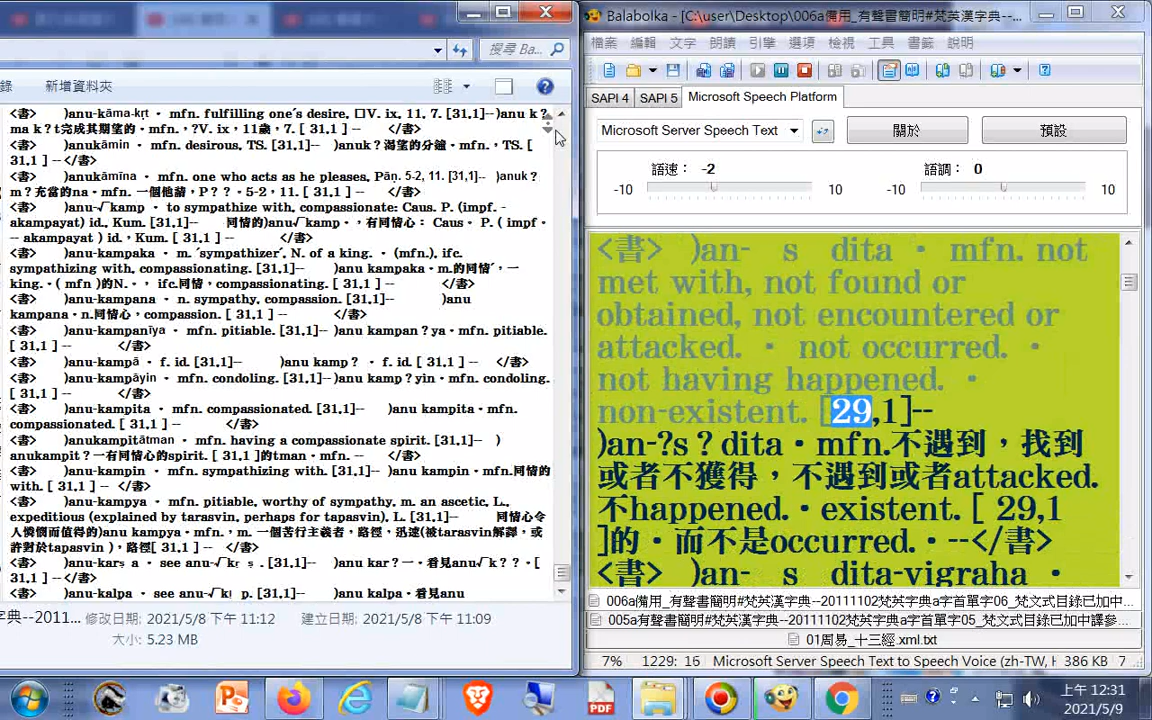 搜尋 Ba...
錄 新增資料夾
<書> )anu-kāma-kṛt ‧ mfn. fulfilling one's desire, □V. ix, 11, 7. [31,1]--)anu k?
ma k?t完成其期望的‧mfn.,?V. ix,11歲,7. [ 31,1 ] </書>
<書> )anukāmin ‧ mfn. desirous, TS. [31,1]-- )anuk?渴望的分鐘‧mfn.,TS. [
31,1 ]--</書>
<書> )anukāmīna ‧ mfn. one who acts as he pleases, Pāṇ. 5-2, 11. [31,1]-- )anuk?
m?充當的na‧mfn. 一個他請,P??‧5-2, 11. [ 31,1 ] </書>
<書> )anu-√kamp ‧ to sympathize with, compassionate: Caus. P. (impf. -
akampayat) id., Kum. [31,1]-- 同情的)anu√kamp‧,有同情心: Caus‧ P. ( impf‧
-- akampayat ) id.,Kum. [ 31,1 ]-- </書>
<書> )anu-kampaka ‧ m. 'sympathizer', N. of a king. ‧ (mfn.), ifc.
sympathizing with, compassionating. [31,1]-- )anu kampaka‧m.的同情',一
king.‧( mfn )的N.‧,ifc.同情,compassionating. [ 31,1 ]-- </書>
<書> )anu-kampana ‧ n. sympathy, compassion. [31,1]-- )anu
kampana‧n.同情心,compassion. [ 31,1 ]-- </書>
<書> )anu-kampanīya ‧ mfn. pitiable. [31,1]-- )anu kampan?ya‧mfn. pitiable.
[ 31,1 ]-- </書>
<書> )anu-kampā ‧ f. id. [31,1]-- )anu kamp? ‧ f. id. [ 31,1 ]-- </書>
<書> )anu-kampāyin ‧ mfn. condoling. [31,1]-- )anu kamp?yin‧mfn. condoling.
[ 31,1 ]-- </書>
<書> )anu-kampita ‧ mfn. compassionated. [31,1]-- )anu kampita‧mfn.
compassionated. [ 31,1 ]-- </書>
<書> )anukampitātman ‧ mfn. having a compassionate spirit. [31,1]-- )
anukampit?一有同情心的spirit. [ 31,1 ]的tman‧mfn. </書>
<書> )anu-kampin ‧ mfn. sympathizing with. [31,1]-- )anu kampin‧mfn.同情的
with. [ 31,1 ]-- </書>
<書> )anu-kampya ‧ mfn. pitiable, worthy of sympathy, m. an ascetic, L.,
expeditious (explained by tarasvin, perhaps for tapasvin), L. [31,1]-- 同情心令
人憐憫而值得的)anu kampya‧mfn.,m. 一個苦行主義者,路徑,迅速(被tarasvin解釋,或
許對於tapasvin ),路徑[ 31,1 ]-- </書>
<書> )anu-karṣ a ‧ see anu-√kṛ ṣ . [31,1]-- )anu kar?一‧看見anu√k??‧[
31,1 ]-- </書>
<書> )anu-kalpa ‧ see anu-√kḷ p. [31,1]-- )anu kalpa‧看見anu
字典--2011... 修改日期: 2021/5/8 下午 11:12 建立日期: 2021/5/8 下午 11:09
大小: 5.23 MB
Balabolka - [C:\user\Desktop\006a備用_有聲書簡明#梵英漢字典--...
檔案 編輯 文字 朗讀 引擎 選項 檢視 工具 書籤 說明
SAPI 4 SAPI 5 Microsoft Speech Platform
Microsoft Server Speech Text 關於 預設
語速: -2 語調: 0
-10 10 -10 10
<書> )an- s dita ‧ mfn. not
met with, not found or
obtained, not encountered or
attacked. ‧ not occurred. ‧
not having happened. ‧
non-existent. [29,1]--
)an-?s ? dita‧mfn.不遇到,找到
或者不獲得,不遇到或者attacked.
不happened.‧existent. [ 29,1
]的‧而不是occurred.‧--</書>
<書> )an- s dita-vigraha ‧
006a備用_有聲書簡明#梵英漢字典--20111102梵英字典a字首單字06_梵文式目錄已加中...
005a有聲書簡明#梵英漢字典--20111102梵英字典a字首單字05_梵文式目錄已加中譯參...
01周易_十三經.xml.txt
7% 1229: 16 Microsoft Server Speech Text to Speech Voice (zh-TW, H 386 KB 7
PDF
上午 12:31
2021/5/9